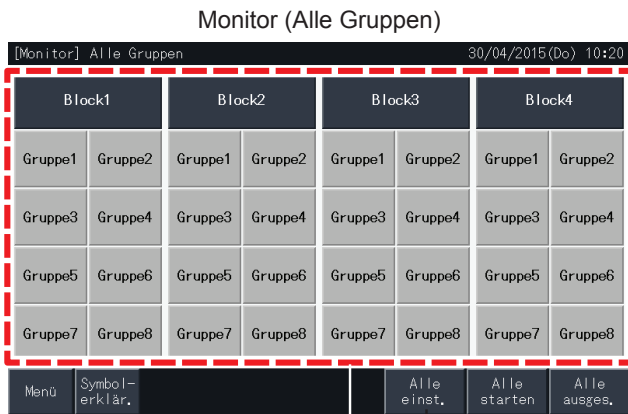 Monitor (Alle Gruppen)
[Monitor] Alle Gruppen 30/04/2015(Do) 10:20
Block1 Block2 Block3 Block4
Gruppe1 Gruppe2 Gruppe1 Gruppe2 Gruppe1 Gruppe2 Gruppe1 Gruppe2
Gruppe3 Gruppe4 Gruppe3 Gruppe4 Gruppe3 Gruppe4 Gruppe3 Gruppe4
Gruppe5 Gruppe6 Gruppe5 Gruppe6 Gruppe5 Gruppe6 Gruppe5 Gruppe6
Gruppe7 Gruppe8 Gruppe7 Gruppe8 Gruppe7 Gruppe8 Gruppe7 Gruppe8
Menü Symbol- Alle Alle Alle
erklär. einst. starten ausges.